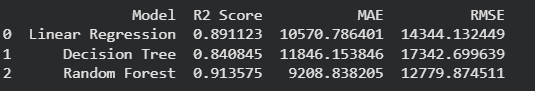 Model R2 Score MAE RMSE
0 Linear Regression 0.891123 10570.786401 14344.132449
1 Decision Tree 0.840845 11846.153846 17342.699639
2 Random Forest 0.913575 9208.838205 12779.874511